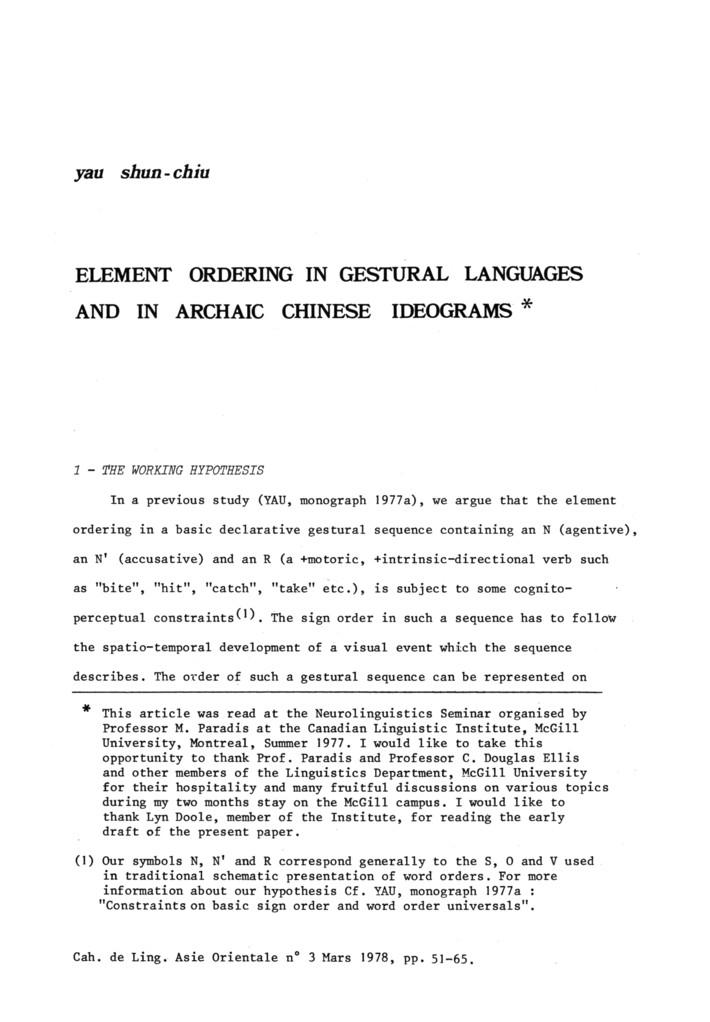 yau shun-chiu
ELEMENT ORDERING IN GESTURAL LANGUAGES
AND IN ARCHAIC CHINESE IDEOGRAMS *
1 - THE WORKING HYPOTHESIS
In a previous study (YAU, monograph 1977a), we argue that the element
ordering in a basic declarative gestural sequence containing an N (agentive),
an N' (accusative) and an R (a +motoric, +intrinsic-directional verb such
as "bite", "hit", "catch", "take" etc.), is subject to some cognito-
perceptual constraints(1). The sign order in such a sequence has to follow
the spatio-temporal development of a visual event which the sequence
describes. The order of such a gestural sequence can be represented on
* This article was read at the Neurolinguistics Seminar organised by
Professor M. Paradis at the Canadian Linguistic Institute, McGill
University, Montreal, Summer 1977. I would like to take this
opportunity to thank Prof. Paradis and Professor C. Douglas Ellis
and other members of the Linguistics Department, McGill University
for their hospitality and many fruitful discussions on various topics
during my two months stay on the McGill campus. I would like to
thank Lyn Doole, member of the Institute, for reading the early
draft of the present paper.
(1) Our symbols N, N' and R correspond generally to the S, O and V used
in traditional schematic presentation of word orders. For more
information about our hypothesis Cf. YAU, monograph 1977a :
"Constraints on basic sign order and word order universals".
Cah. de Ling. Asie Orientale n° 3 Mars 1978, pp. 51-65.